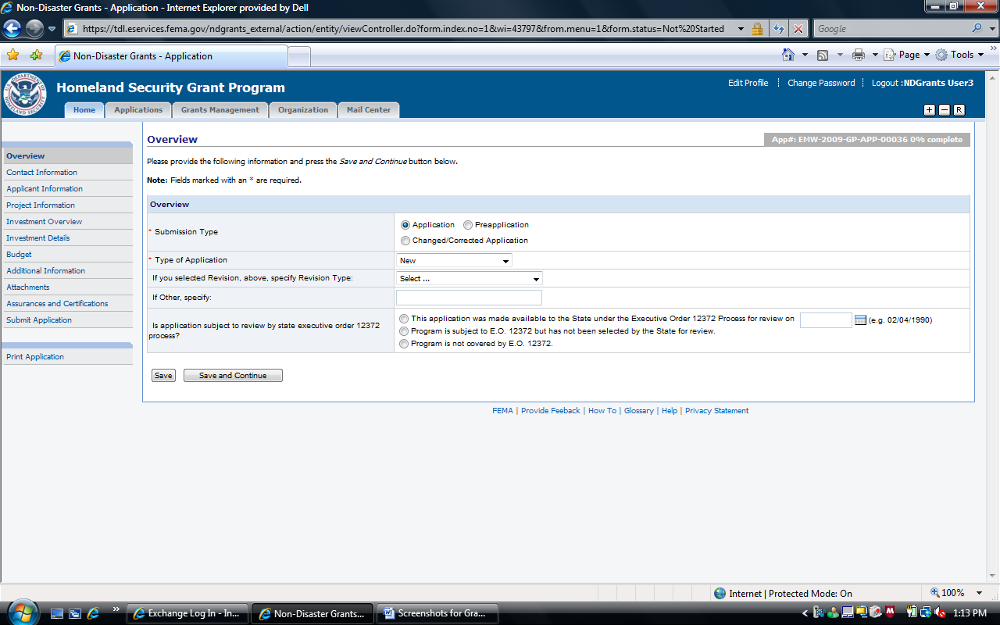 Non-Disaster Grants - Application - Internet Explorer provided by Dell
https://tdl.eservices.fema.gov/ndgrants_external/action/entity/viewController.do?form.index.no=1&wi=43797&from.menu=1&form.status=Not%20Started
Google
Non-Disaster Grants - Application
Page
Tools
Homeland Security Grant Program
Edit Profile
Change Password
Logout :NDGrants User3
Home
Applications
Grants Management
Organization
Mail Center
+
−
R
Overview
Contact Information
Applicant Information
Project Information
Investment Overview
Investment Details
Budget
Additional Information
Attachments
Assurances and Certifications
Submit Application
Print Application
Overview
App#: EMW-2009-GP-APP-00036 0% complete
Please provide the following information and press the Save and Continue button below.
Note: Fields marked with an * are required.
Overview
* Submission Type
Application
Preapplication
Changed/Corrected Application
* Type of Application
New
If you selected Revision, above, specify Revision Type:
Select ...
If Other, specify:
Is application subject to review by state executive order 12372
process?
This application was made available to the State under the Executive Order 12372 Process for review on
(e.g. 02/04/1990)
Program is subject to E.O. 12372 but has not been selected by the State for review.
Program is not covered by E.O. 12372.
Save
Save and Continue
FEMA | Provide Feeback | How To | Glossary | Help | Privacy Statement
Internet | Protected Mode: On
100%
Exchange Log In - In...
Non-Disaster Grants...
Screenshots for Gra...
1:13 PM